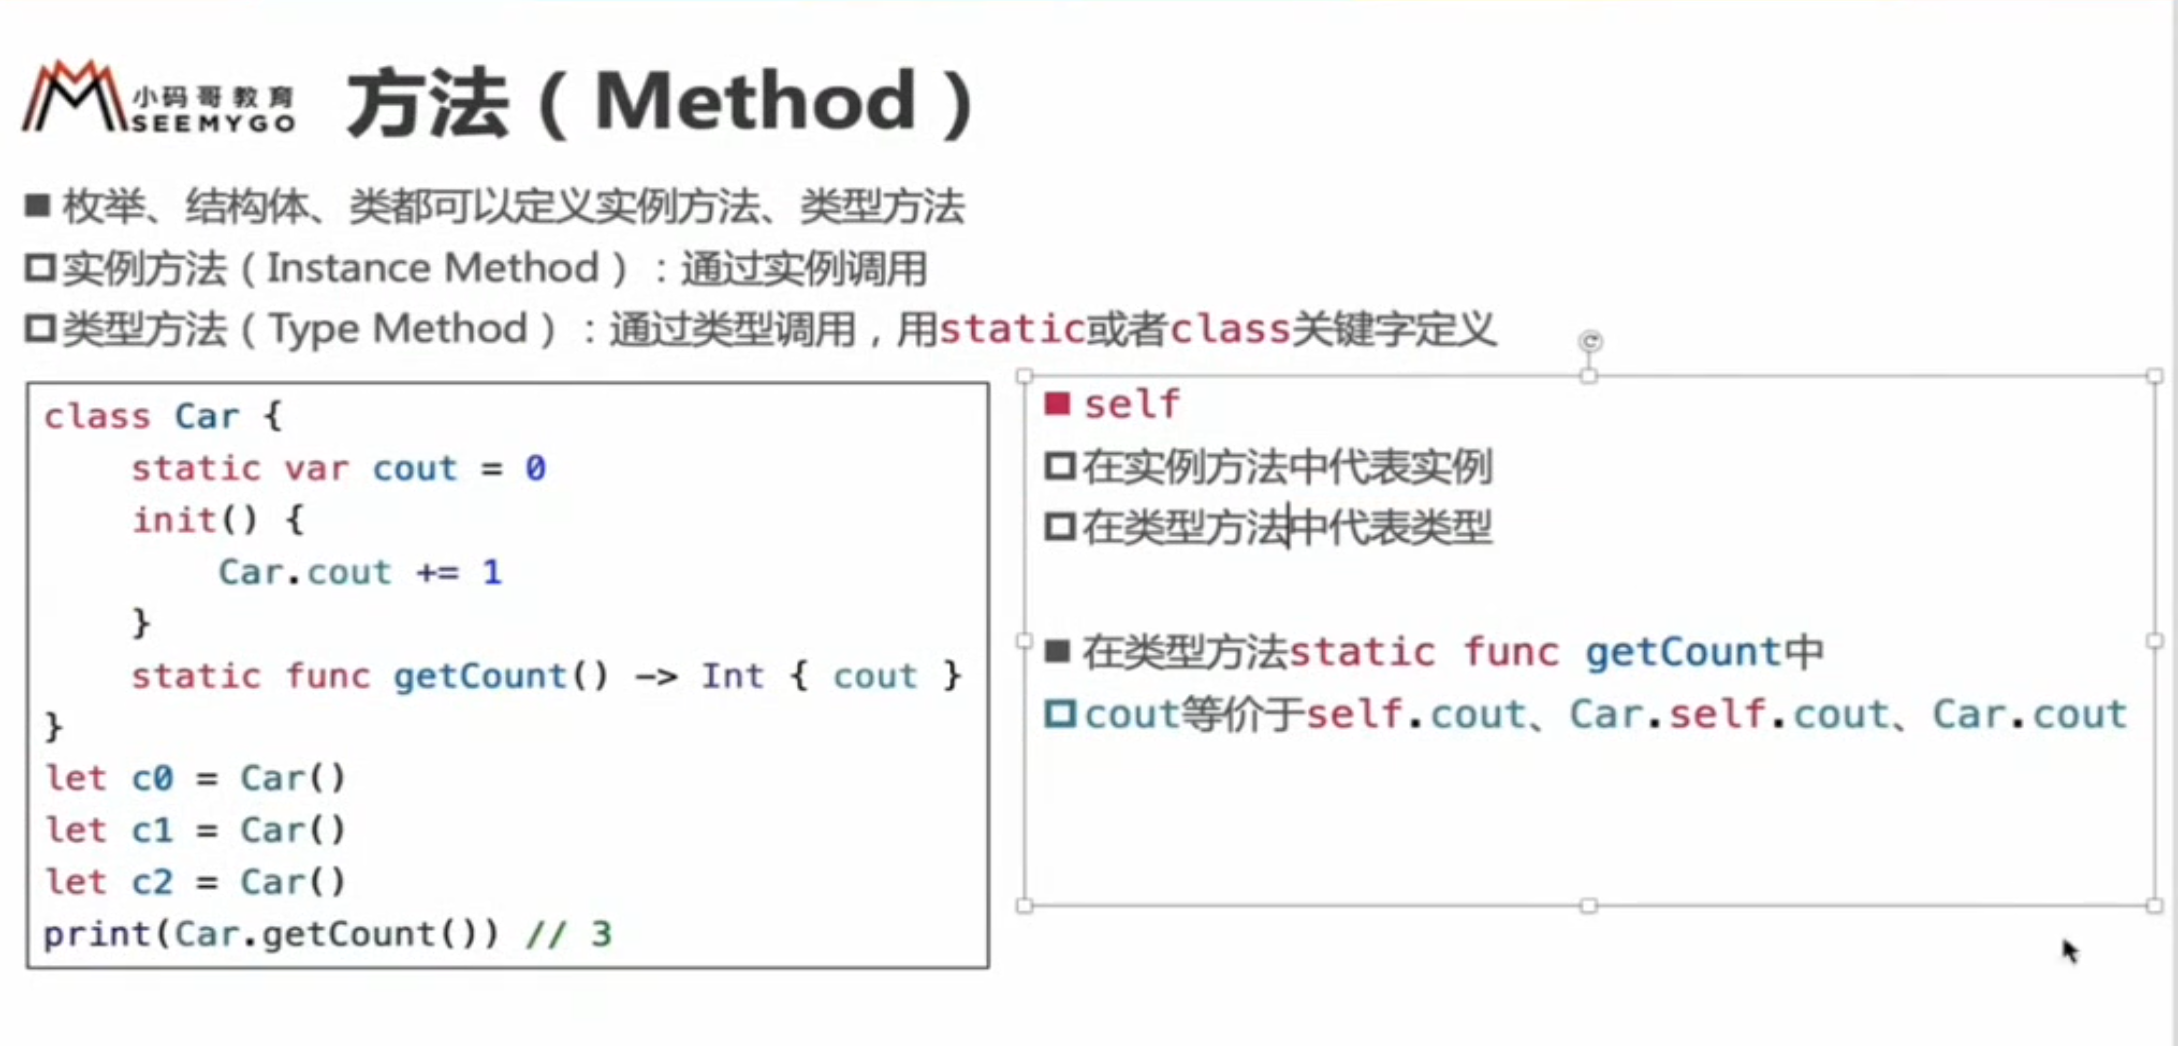 小码哥教育
SEEMYGO
方法（Method）
枚举、结构体、类都可以定义实例方法、类型方法
实例方法（Instance Method）：通过实例调用
类型方法（Type Method）：通过类型调用，用static或者class关键字定义
class Car {
    static var cout = 0
    init() {
        Car.cout += 1
    }
    static func getCount() -> Int { cout }
}
let c0 = Car()
let c1 = Car()
let c2 = Car()
print(Car.getCount()) // 3
self
在实例方法中代表实例
在类型方法中代表类型
在类型方法static func getCount中
cout等价于self.cout、Car.self.cout、Car.cout